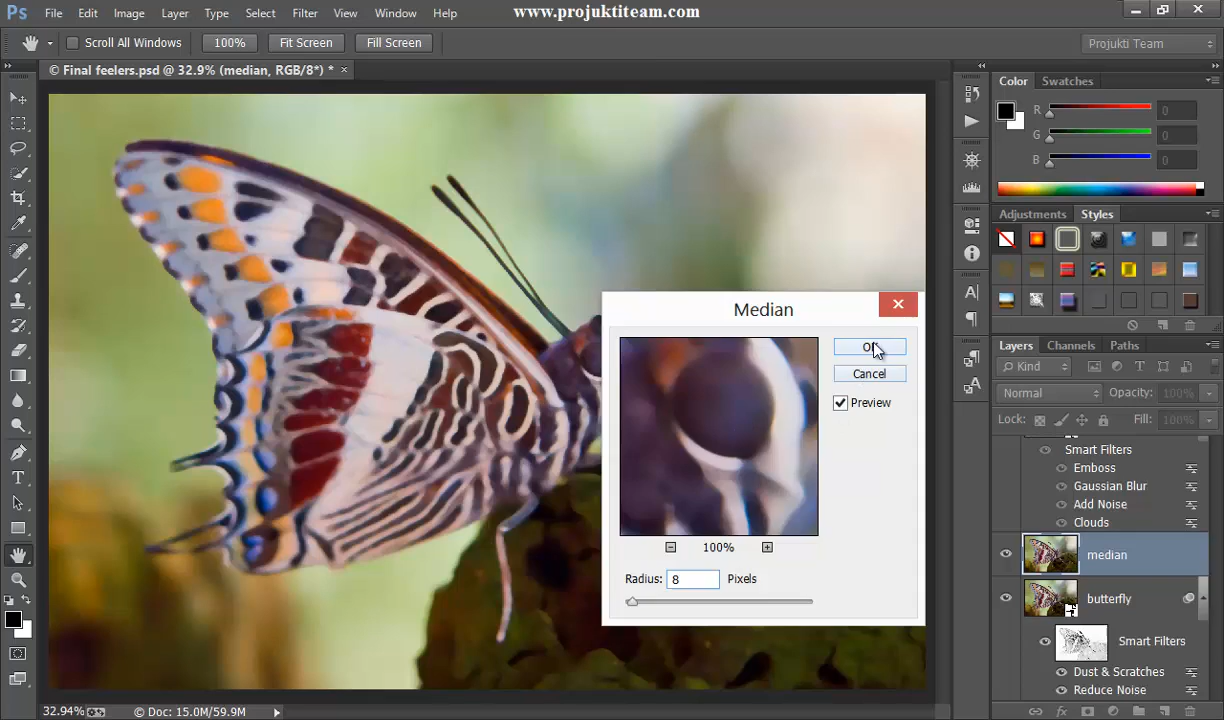 Ps File Edit Image Layer Type Select Filter View Window Help www.projuktiteam.com
Scroll All Windows 100% Fit Screen Fill Screen Projukti Team
© Final feelers.psd @ 32.9% (median, RGB/8*) * ×
Color Swatches
R 0
G 0
B 0
Adjustments Styles
Median
OK
Cancel
Preview
100%
Radius: 8 Pixels
Layers Channels Paths
Kind
Normal Opacity: 100%
Lock: Fill: 100%
Smart Filters
Emboss
Gaussian Blur
Add Noise
Clouds
median
butterfly
Smart Filters
Dust & Scratches
Reduce Noise
32.94% © Doc: 15.0M/59.9M